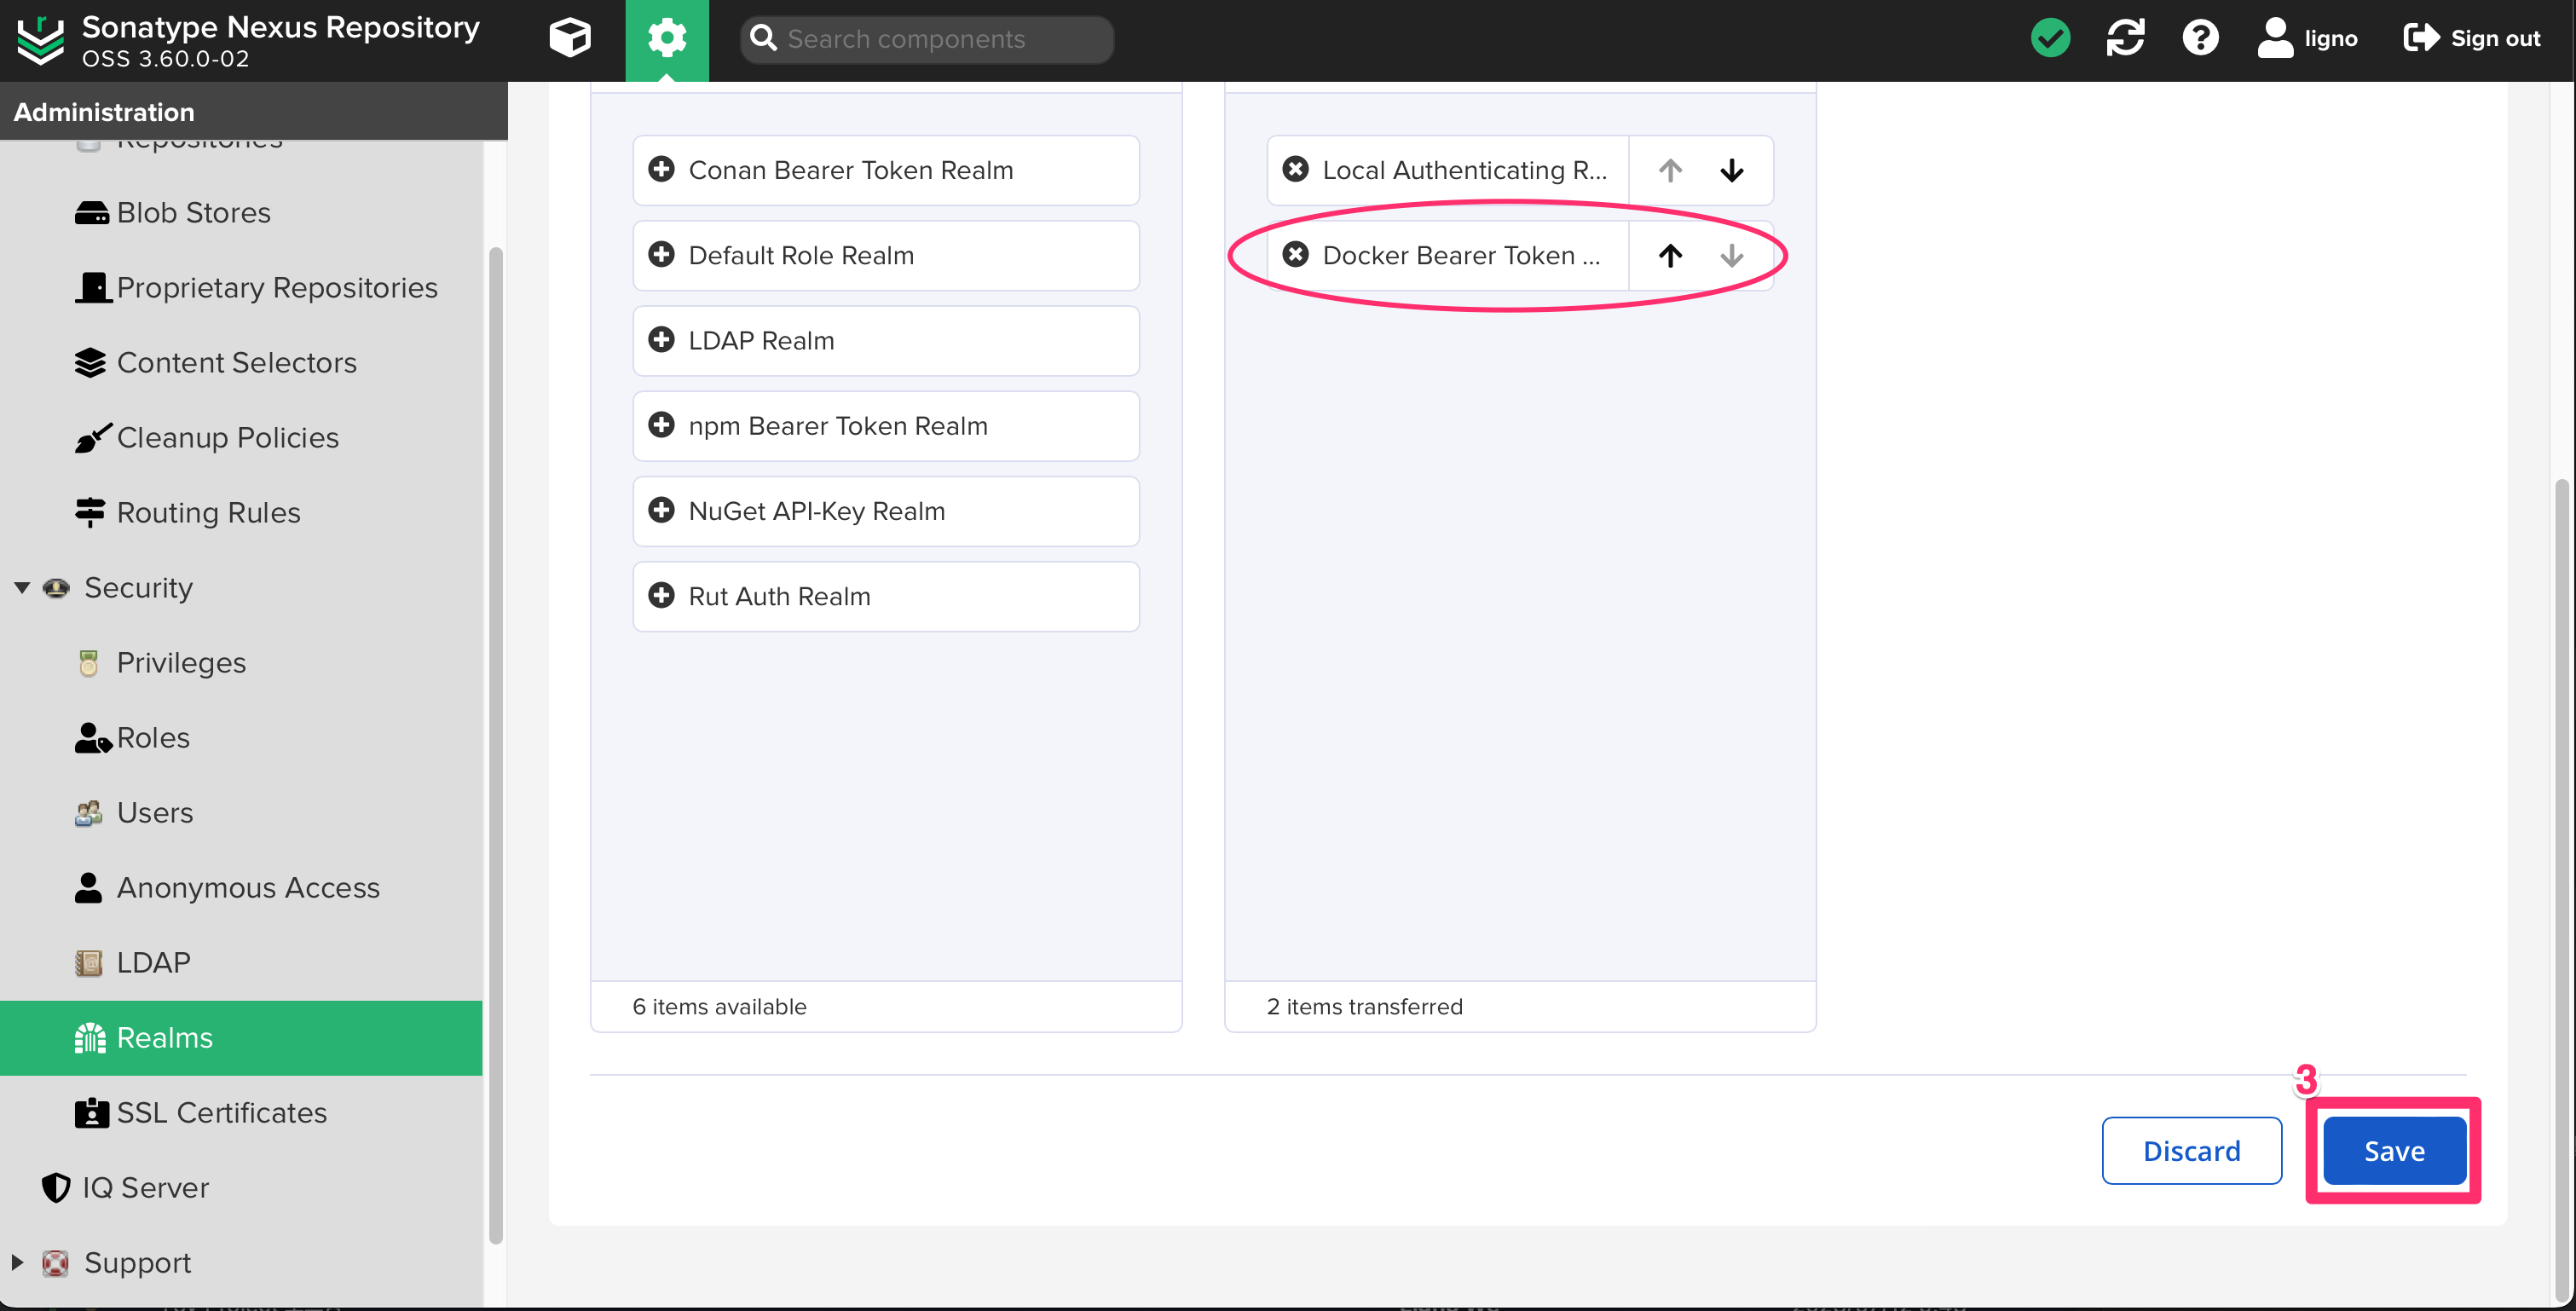 Sonatype Nexus Repository
OSS 3.60.0-02
Search components
ligno
Sign out
Administration
Repositories
Blob Stores
Proprietary Repositories
Content Selectors
Cleanup Policies
Routing Rules
Security
Privileges
Roles
Users
Anonymous Access
LDAP
Realms
SSL Certificates
IQ Server
Support
Conan Bearer Token Realm
Default Role Realm
LDAP Realm
npm Bearer Token Realm
NuGet API-Key Realm
Rut Auth Realm
6 items available
Local Authenticating R...
Docker Bearer Token ...
2 items transferred
3
Discard
Save